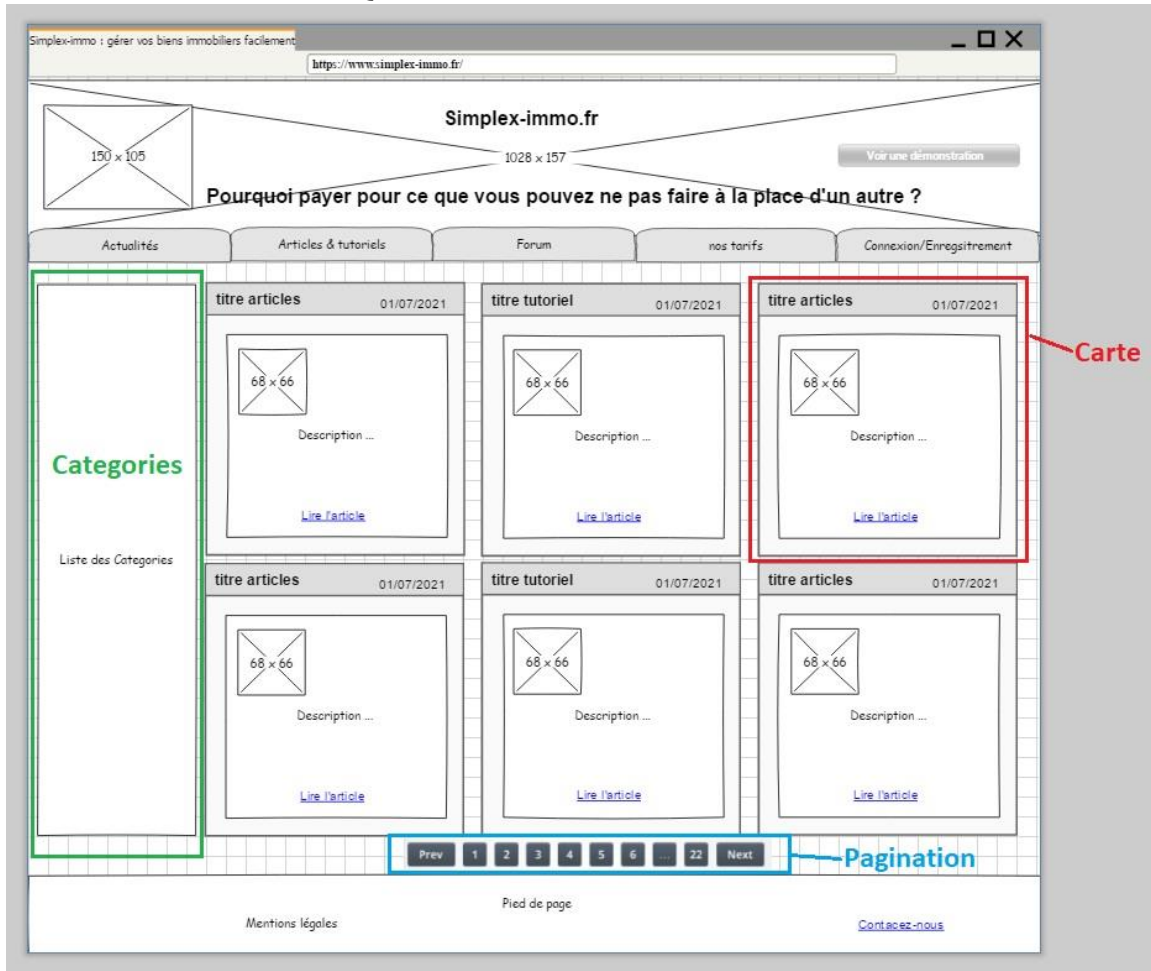 Simplex-immo : gérer vos biens immobiliers facilement
https://www.simplex-immo.fr/
Simplex-immo.fr
150 x 105
1028 x 157
Voir une démonstration
Pourquoi payer pour ce que vous pouvez ne pas faire à la place d'un autre ?
Actualités Articles & tutoriels Forum nos tarifs Connexion/Enregsitrement
titre articles 01/07/2021 titre tutoriel 01/07/2021 titre articles 01/07/2021
Carte
68 x 66 68 x 66 68 x 66
Description ... Description ... Description ...
Categories
Lire l'article Lire l'article Lire l'article
Liste des Categories
titre articles 01/07/2021 titre tutoriel 01/07/2021 titre articles 01/07/2021
68 x 66 68 x 66 68 x 66
Description ... Description ... Description ...
Lire l'article Lire l'article Lire l'article
Prev 1 2 3 4 5 6 ... 22 Next
Pagination
Pied de page
Mentions légales
Contacez-nous